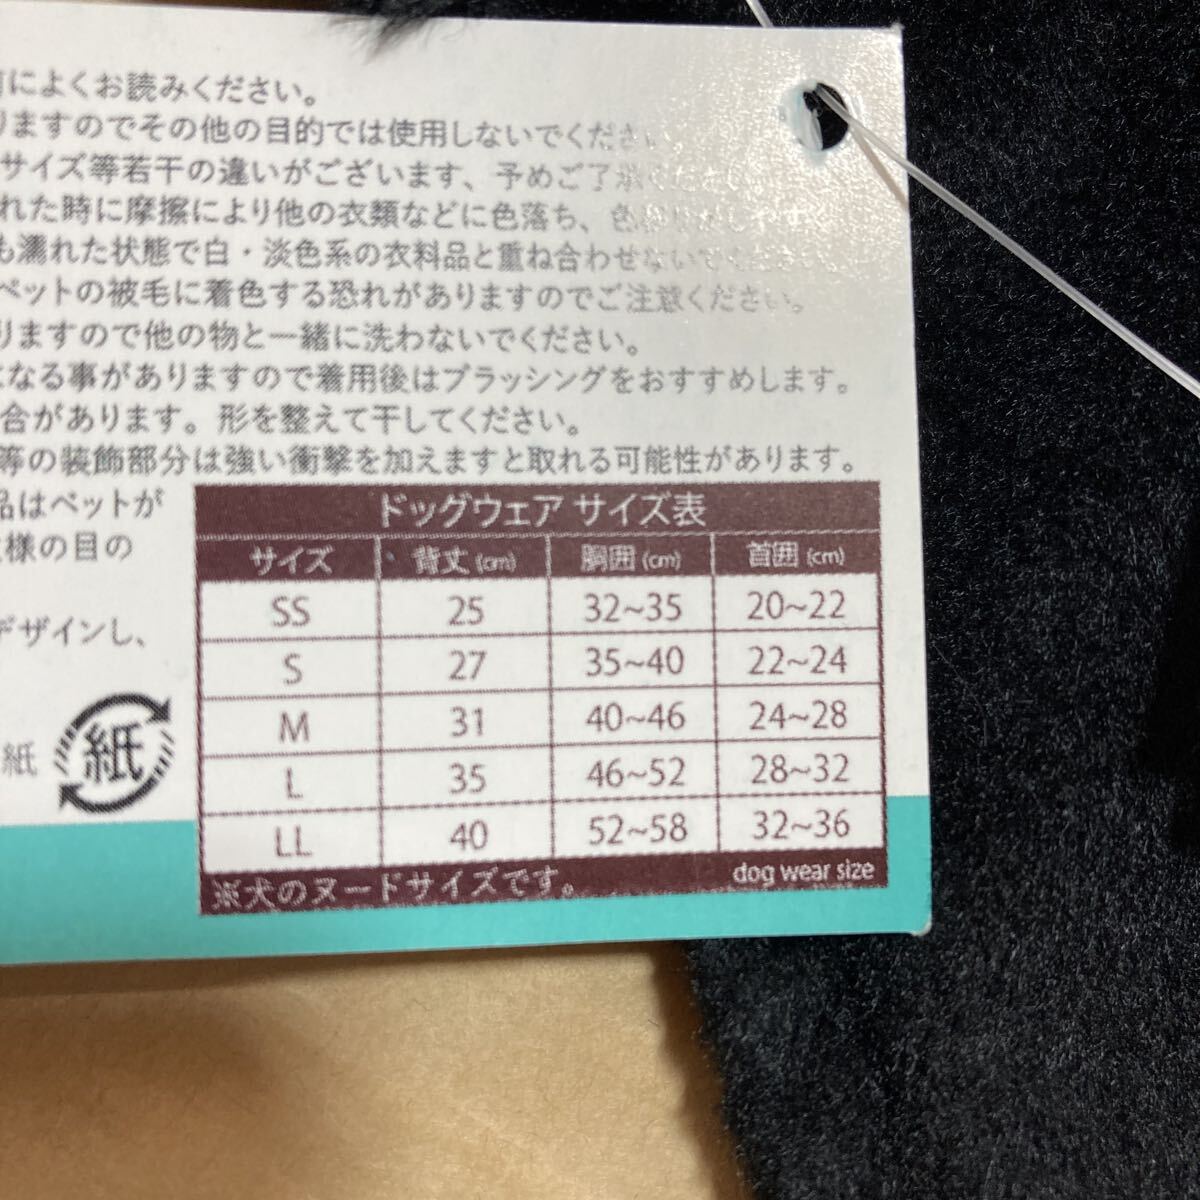 によくお読みください。
りますのでその他の目的では使用しないでくださ
サイズ等若干の違いがございます、予めご了承く
れた時に摩擦により他の衣類などに色落ち、色
も濡れた状態で白・淡色系の衣料品と重ね合わせないで
ペットの被毛に着色する恐れがありますのでご注意ください。
りますので他の物と一緒に洗わないでください。
なる事がありますので着用後はブラッシングをおすすめします。
合があります。形を整えて干してください。
等の装飾部分は強い衝撃を加えますと取れる可能性があります。
品はペットが
様の目の
デザインし、
紙
紙
ドッグウェア サイズ表
サイズ 背丈(cm) 胴囲(cm) 首囲(cm)
SS 25 32~35 20~22
S 27 35~40 22~24
M 31 40~46 24~28
L 35 46~52 28~32
LL 40 52~58 32~36
※犬のヌードサイズです。 dog wear size